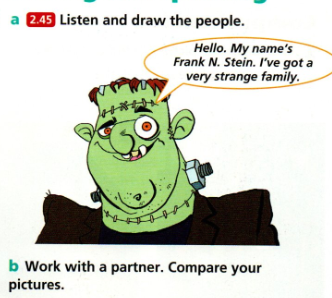 a 2.45 Listen and draw the people.
Hello. My name's
Frank N. Stein. I've got a
very strange family.
b Work with a partner. Compare your
pictures.